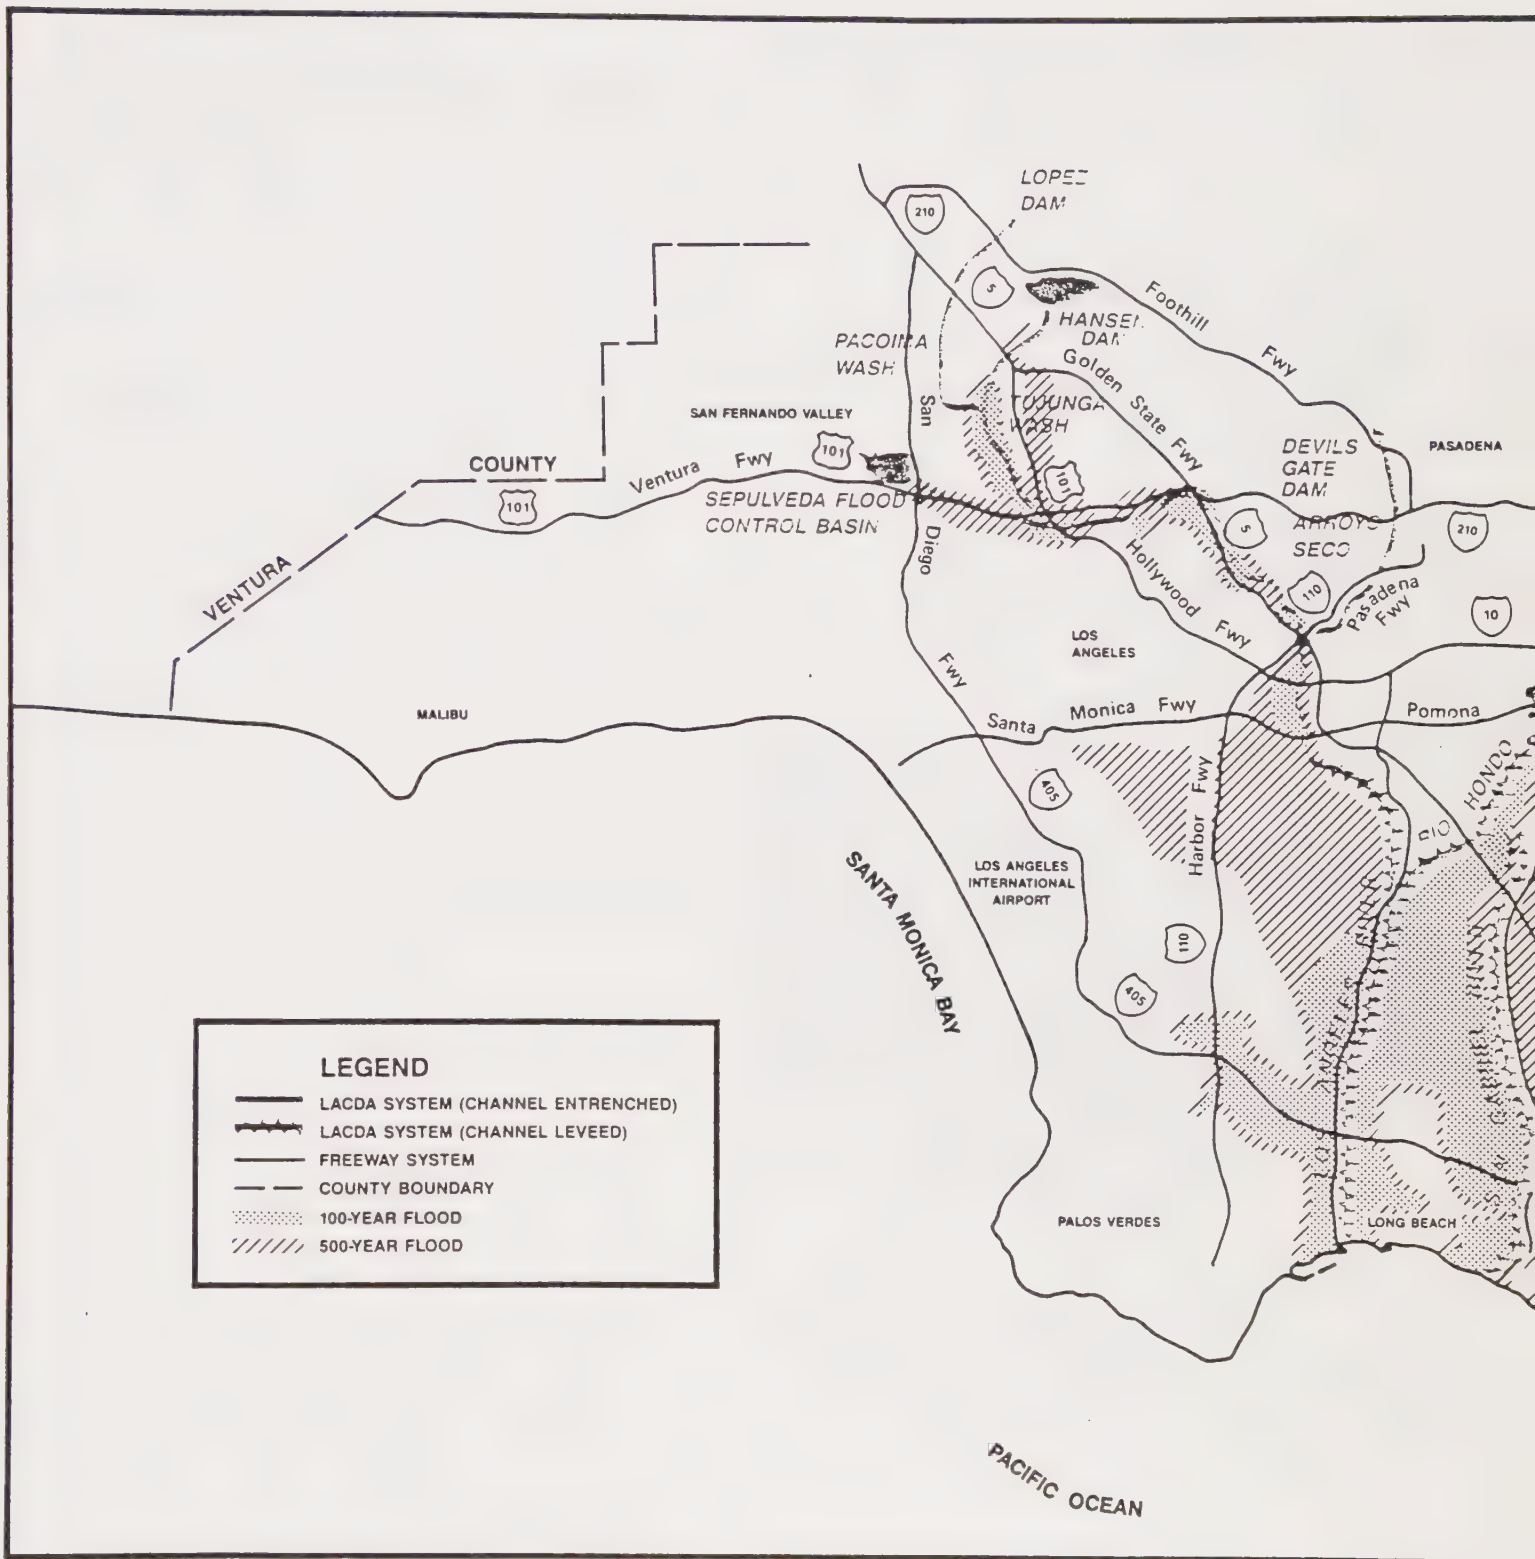 LOPEZ
DAM
210
5
Foothill
Fwy
HANSEN
DAM
PACOIMA
WASH
Golden State Fwy
San
Diego
Fwy
SAN FERNANDO VALLEY
TUJUNGA
WASH
101
Ventura Fwy
COUNTY
101
101
DEVILS
GATE
DAM
PASADENA
SEPULVEDA FLOOD
CONTROL BASIN
5
ARROYS
SECO
210
VENTURA
Hollywood Fwy
110
Pasadena
Fwy
10
LOS
ANGELES
MALIBU
Santa Monica Fwy
Pomona
405
Harbor Fwy
RIO HONDO
LOS ANGELES
INTERNATIONAL
AIRPORT
SANTA MONICA BAY
110
405
LOS ANGELES RIVER
LEGEND
LACDA SYSTEM (CHANNEL ENTRENCHED)
LACDA SYSTEM (CHANNEL LEVEED)
FREEWAY SYSTEM
COUNTY BOUNDARY
100-YEAR FLOOD
500-YEAR FLOOD
PALOS VERDES
LONG BEACH
PACIFIC OCEAN